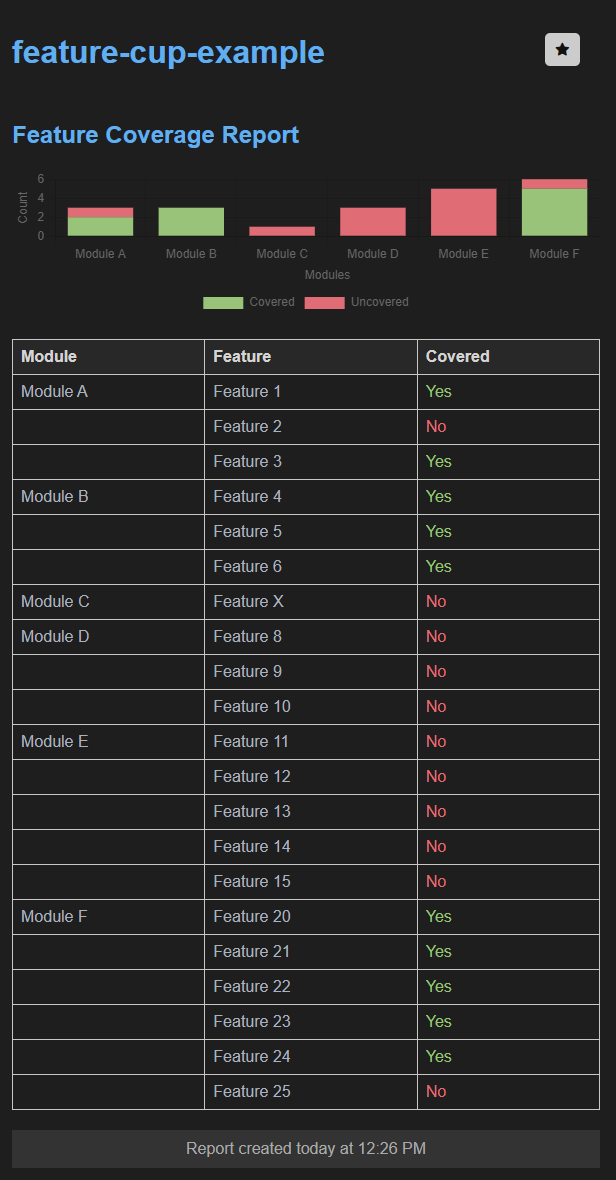 feature-cup-example
Feature Coverage Report
6
4
2
0
Count
Module A Module B Module C Module D Module E Module F
Modules
Covered Uncovered
Module Feature Covered
Module A Feature 1 Yes
Feature 2 No
Feature 3 Yes
Module B Feature 4 Yes
Feature 5 Yes
Feature 6 Yes
Module C Feature X No
Module D Feature 8 No
Feature 9 No
Feature 10 No
Module E Feature 11 No
Feature 12 No
Feature 13 No
Feature 14 No
Feature 15 No
Module F Feature 20 Yes
Feature 21 Yes
Feature 22 Yes
Feature 23 Yes
Feature 24 Yes
Feature 25 No
Report created today at 12:26 PM